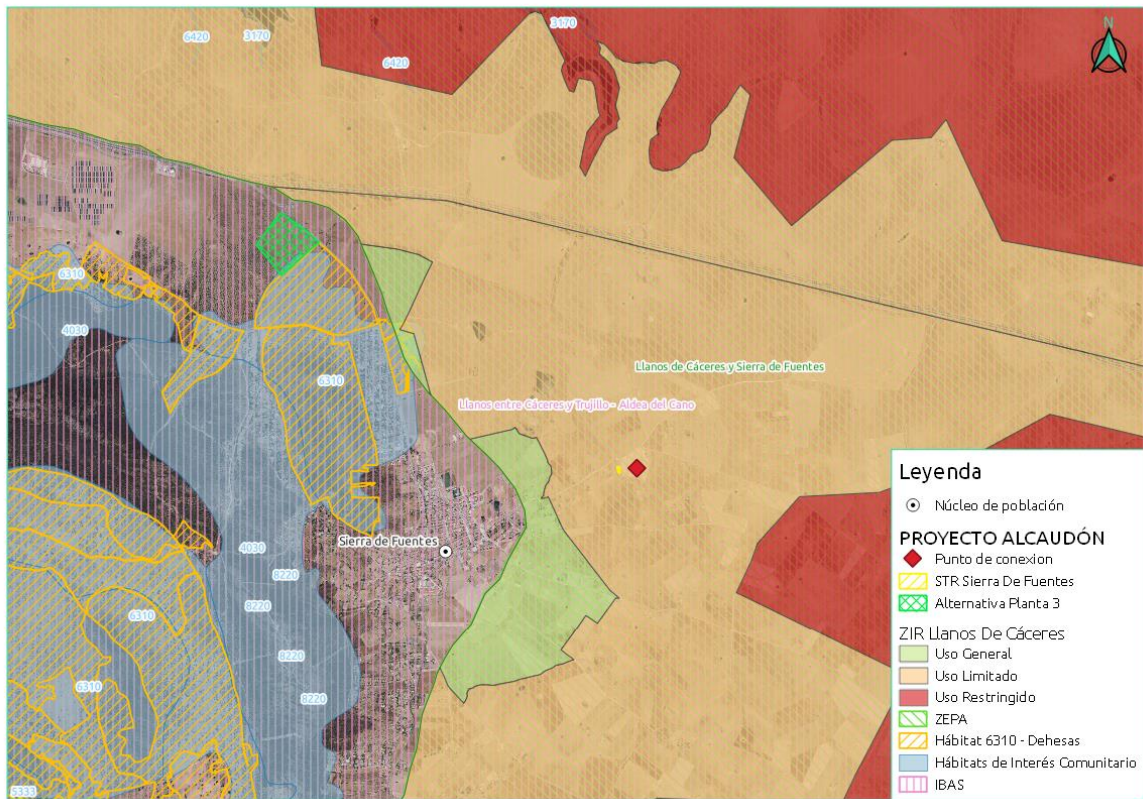 3170
6420
3170
6420
N
6310
4030
6310
Llanos de Cáceres y Sierra de Fuentes
Llanos entre Cáceres y Trujillo - Aldea del Cano
Sierra de Fuentes
4030
8220
8220
6310
8220
6310
8220
5333
Leyenda
Núcleo de población
PROYECTO ALCAUDÓN
Punto de conexion
STR Sierra De Fuentes
Alternativa Planta 3
ZIR Llanos De Cáceres
Uso General
Uso Limitado
Uso Restringido
ZEPA
Hábitat 6310 - Dehesas
Hábitats de Interés Comunitario
IBAS